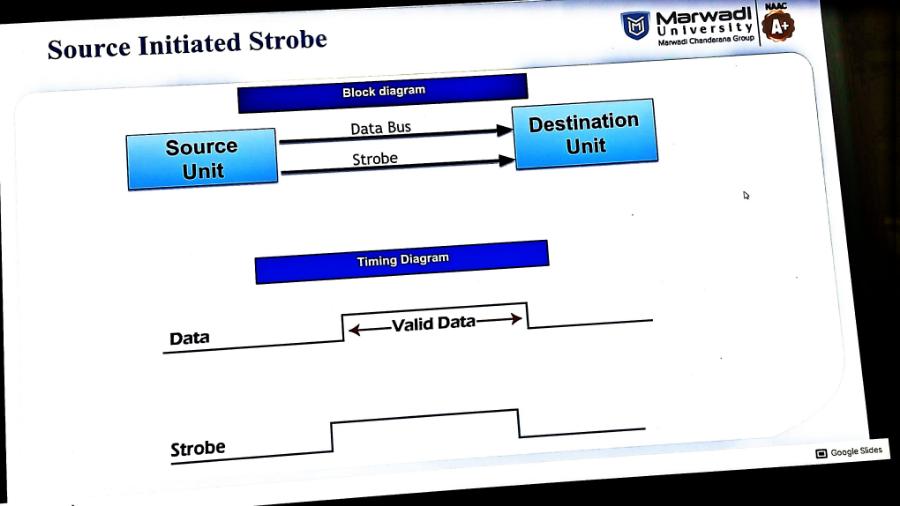 Source Initiated Strobe
Marwadi
University
Marwadi Chandarana Group
NAAC
A+
Block diagram
Source
Unit
Data Bus
Strobe
Destination
Unit
Timing Diagram
Data
Valid Data
Strobe
Google Slides